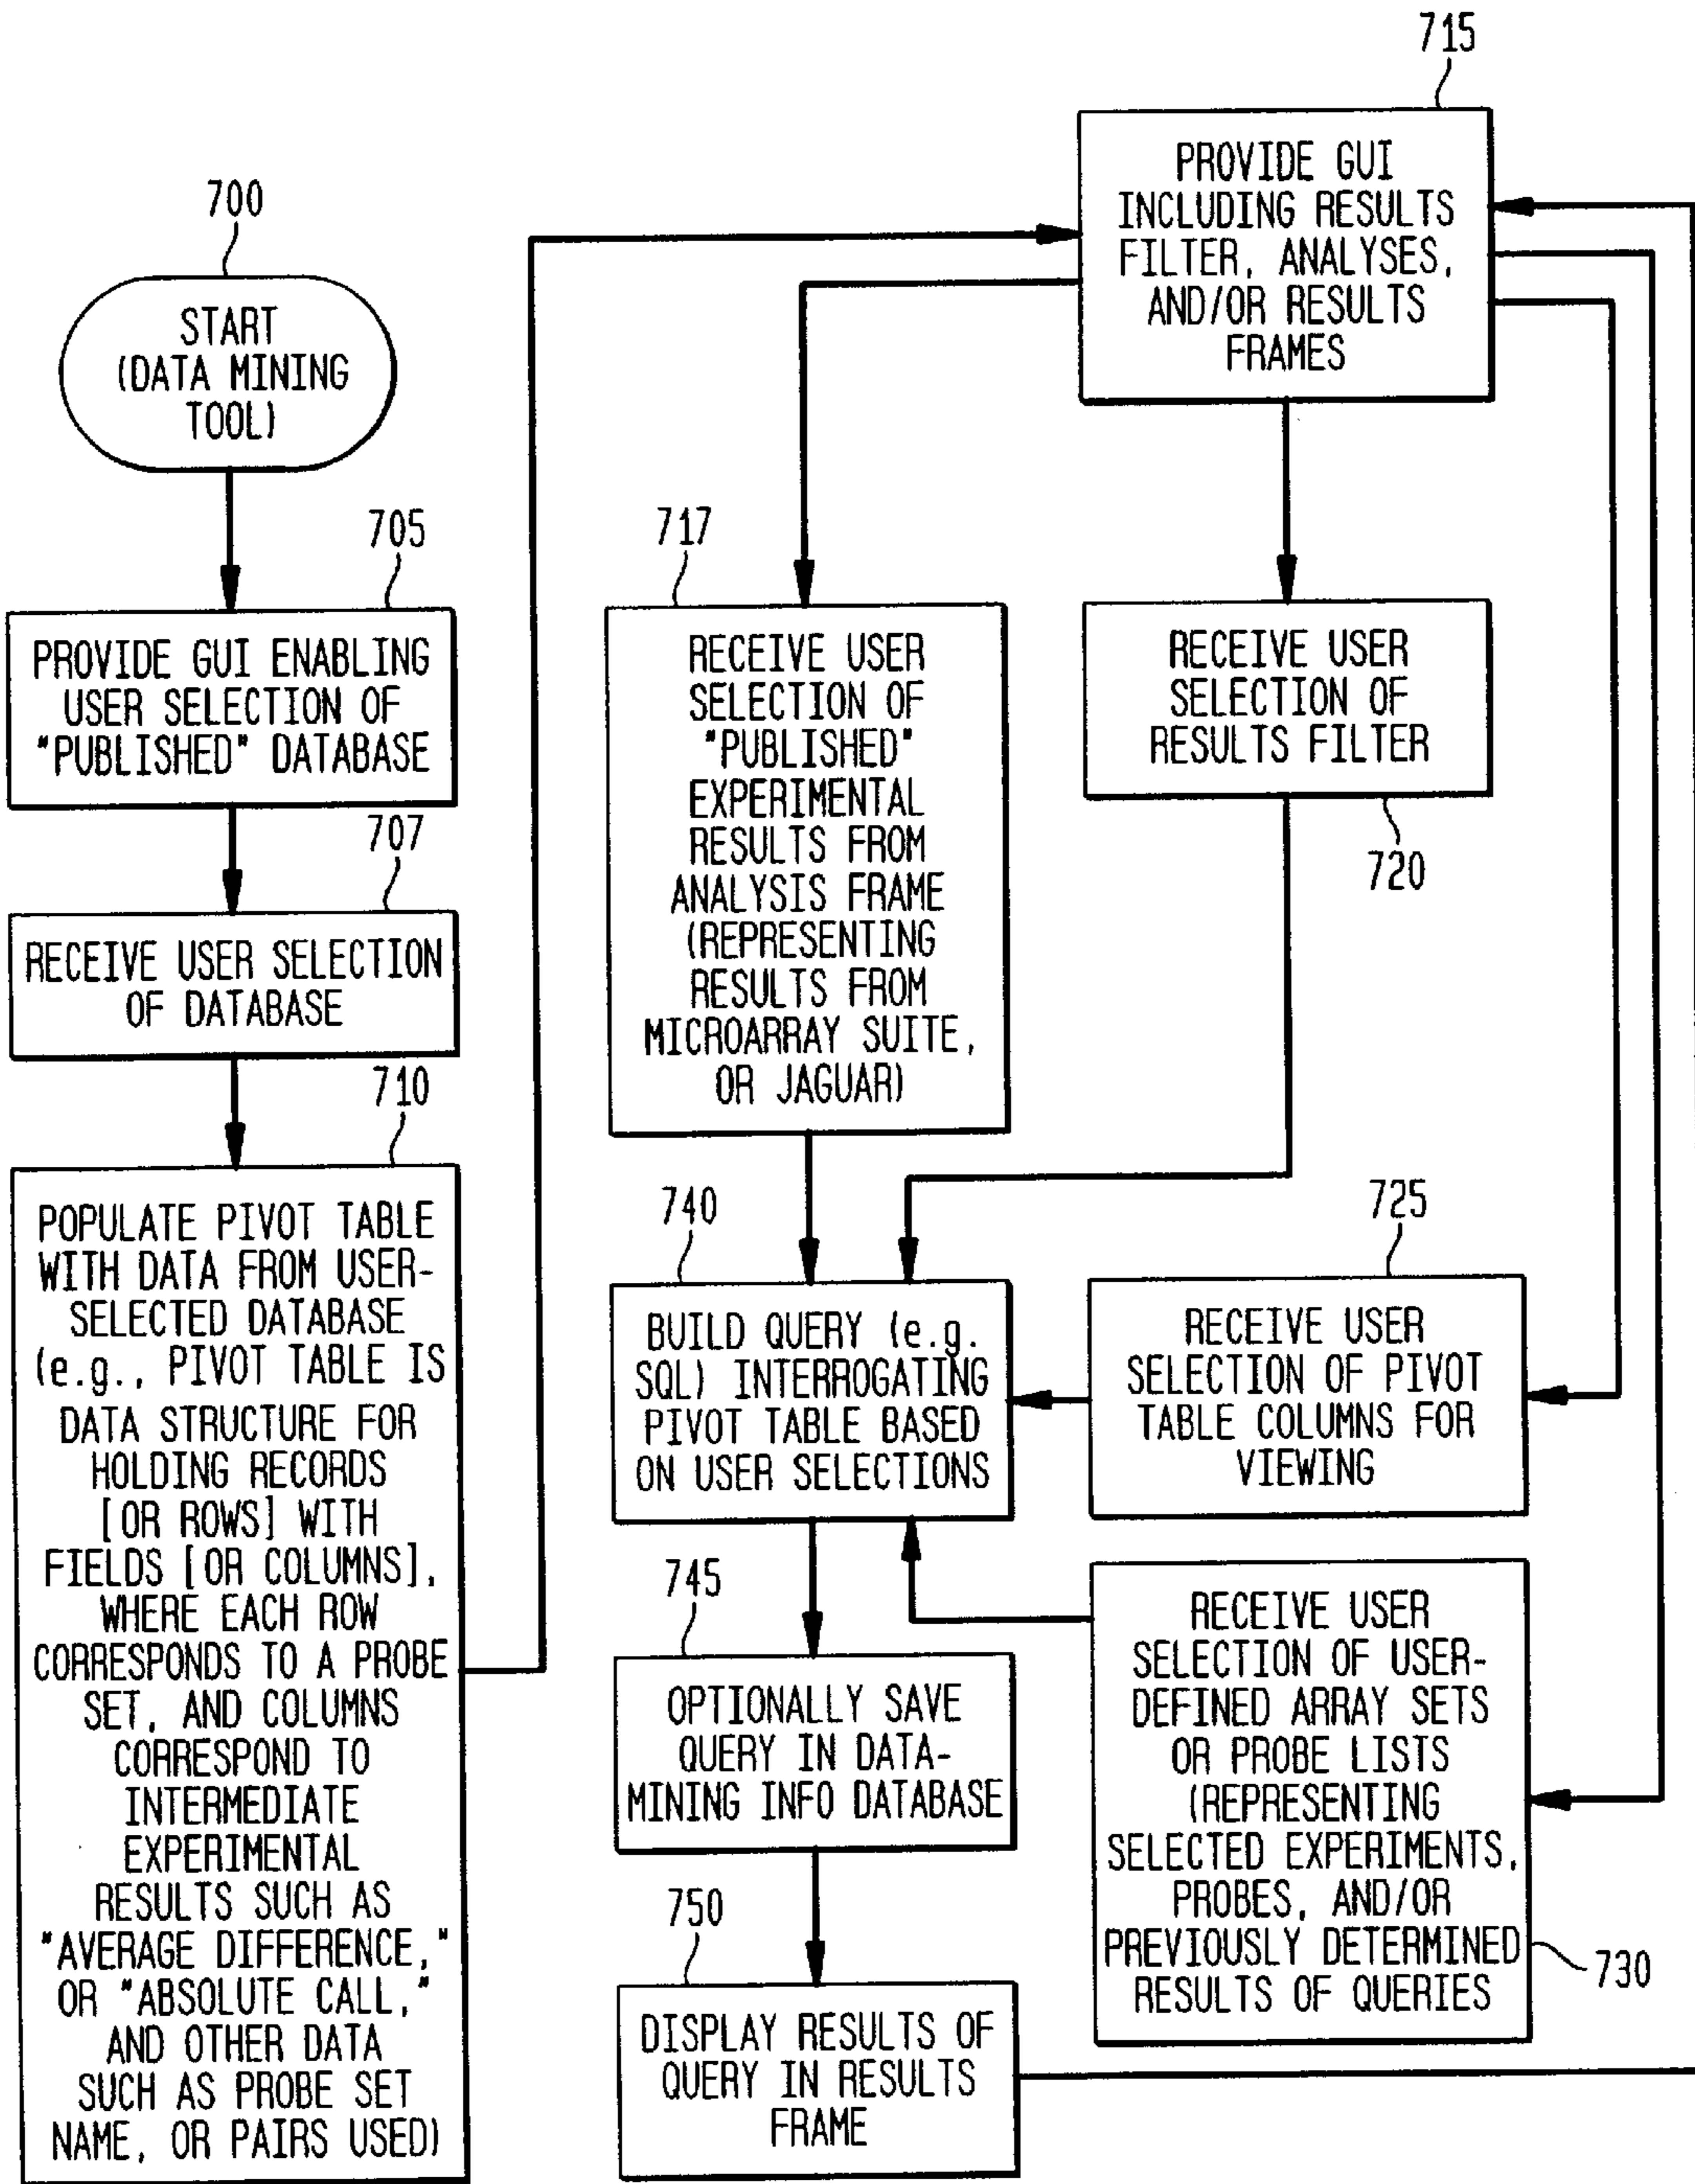 700
START
(DATA MINING
TOOL)
705
PROVIDE GUI ENABLING
USER SELECTION OF
"PUBLISHED" DATABASE
707
RECEIVE USER SELECTION
OF DATABASE
710
POPULATE PIVOT TABLE
WITH DATA FROM USER-
SELECTED DATABASE
(e.g., PIVOT TABLE IS
DATA STRUCTURE FOR
HOLDING RECORDS
[OR ROWS] WITH
FIELDS [OR COLUMNS],
WHERE EACH ROW
CORRESPONDS TO A PROBE
SET, AND COLUMNS
CORRESPOND TO
INTERMEDIATE
EXPERIMENTAL
RESULTS SUCH AS
"AVERAGE DIFFERENCE,"
OR "ABSOLUTE CALL,"
AND OTHER DATA
SUCH AS PROBE SET
NAME, OR PAIRS USED)
715
PROVIDE GUI
INCLUDING RESULTS
FILTER, ANALYSES,
AND/OR RESULTS
FRAMES
717
RECEIVE USER
SELECTION OF
"PUBLISHED"
EXPERIMENTAL
RESULTS FROM
ANALYSIS FRAME
(REPRESENTING
RESULTS FROM
MICROARRAY SUITE,
OR JAGUAR)
RECEIVE USER
SELECTION OF
RESULTS FILTER
720
725
RECEIVE USER
SELECTION OF PIVOT
TABLE COLUMNS FOR
VIEWING
RECEIVE USER
SELECTION OF USER-
DEFINED ARRAY SETS
OR PROBE LISTS
(REPRESENTING
SELECTED EXPERIMENTS,
PROBES, AND/OR
PREVIOUSLY DETERMINED
RESULTS OF QUERIES
730
740
BUILD QUERY (e.g.
SQL) INTERROGATING
PIVOT TABLE BASED
ON USER SELECTIONS
745
OPTIONALLY SAVE
QUERY IN DATA-
MINING INFO DATABASE
750
DISPLAY RESULTS OF
QUERY IN RESULTS
FRAME